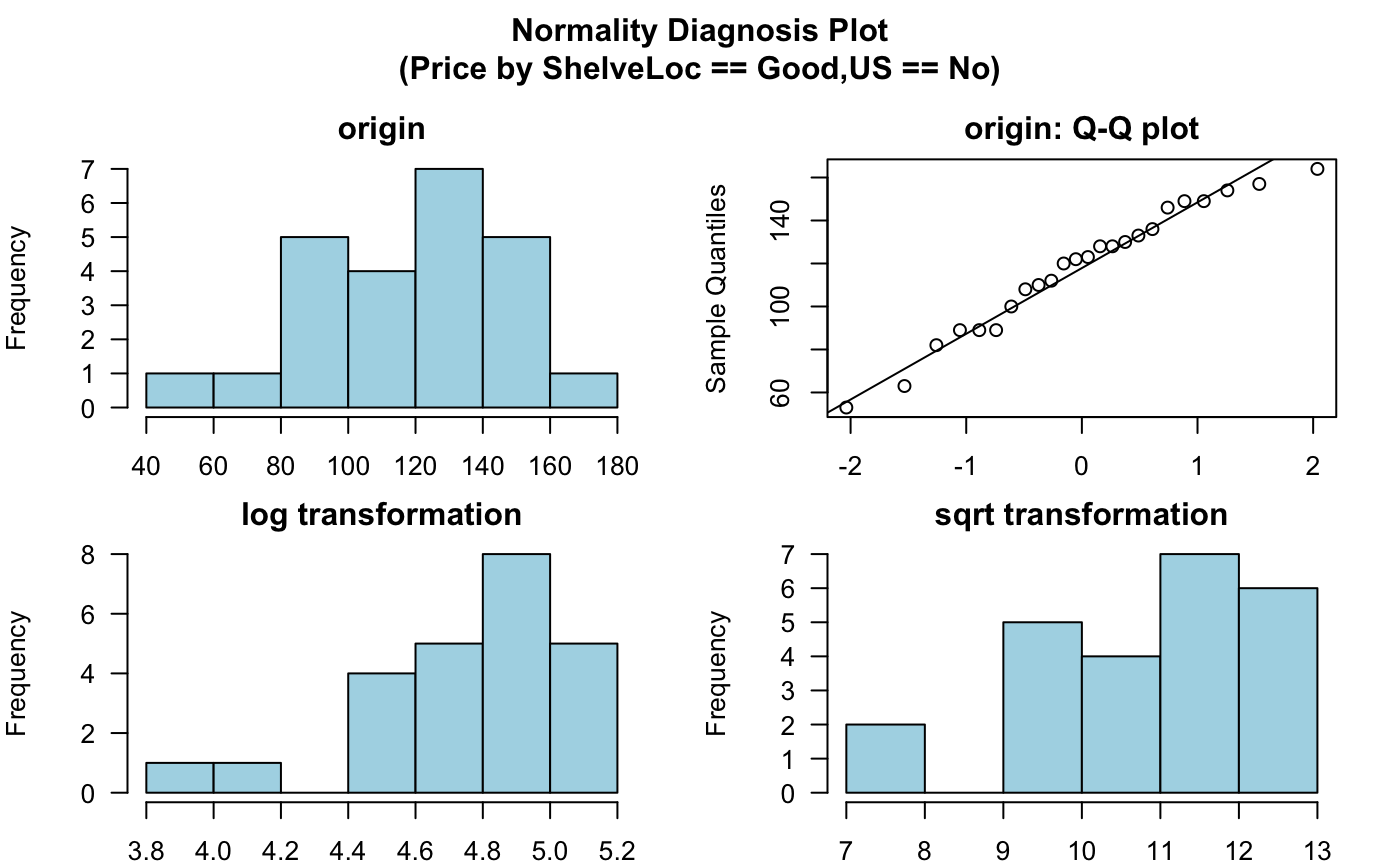 Normality Diagnosis Plot
(Price by ShelveLoc == Good,US == No)
origin
Frequency
7
6
5
4
3
2
1
0
40 60 80 100 120 140 160 180
origin: Q-Q plot
Sample Quantiles
140
100
60
-2 -1 0 1 2
log transformation
Frequency
8
6
4
2
0
3.8 4.0 4.2 4.4 4.6 4.8 5.0 5.2
sqrt transformation
Frequency
7
6
5
4
3
2
1
0
7 8 9 10 11 12 13